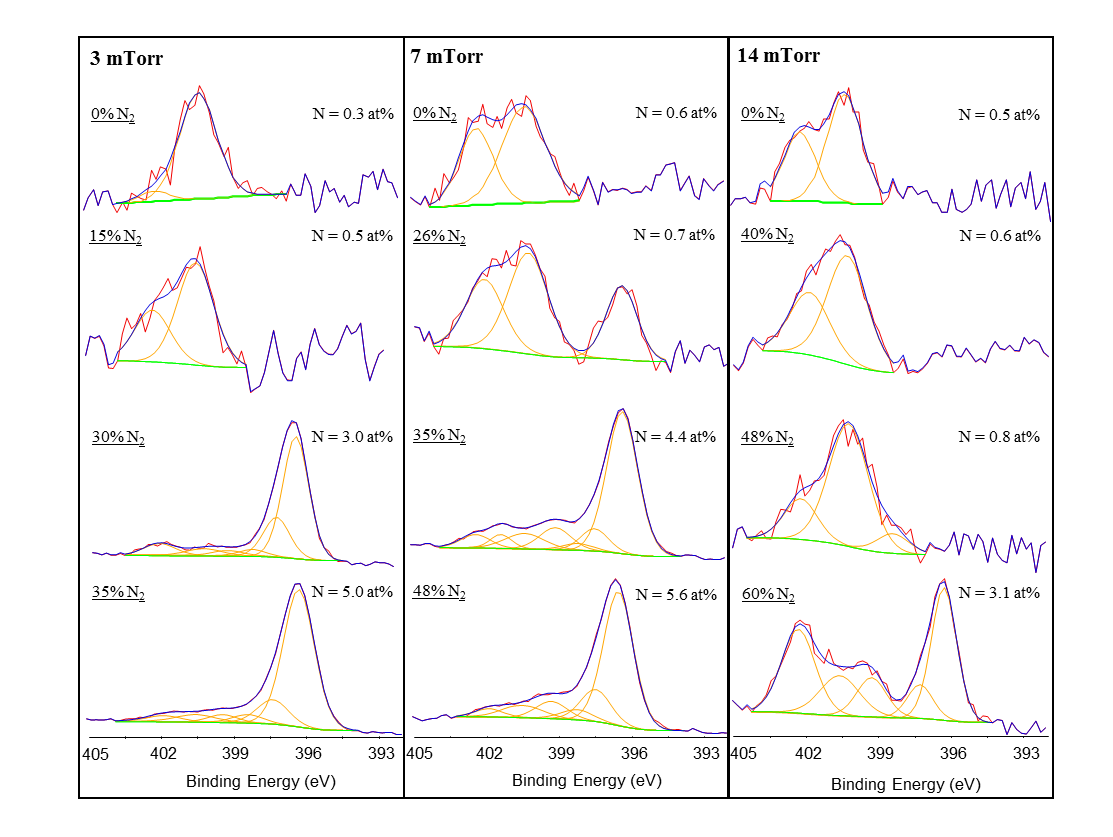 3 mTorr
0% N2
N = 0.3 at%
15% N2
N = 0.5 at%
30% N2
N = 3.0 at%
35% N2
N = 5.0 at%
405 402 399 396 393
Binding Energy (eV)
7 mTorr
0% N2
N = 0.6 at%
26% N2
N = 0.7 at%
35% N2
N = 4.4 at%
48% N2
N = 5.6 at%
405 402 399 396 393
Binding Energy (eV)
14 mTorr
0% N2
N = 0.5 at%
40% N2
N = 0.6 at%
48% N2
N = 0.8 at%
60% N2
N = 3.1 at%
405 402 399 396 393
Binding Energy (eV)